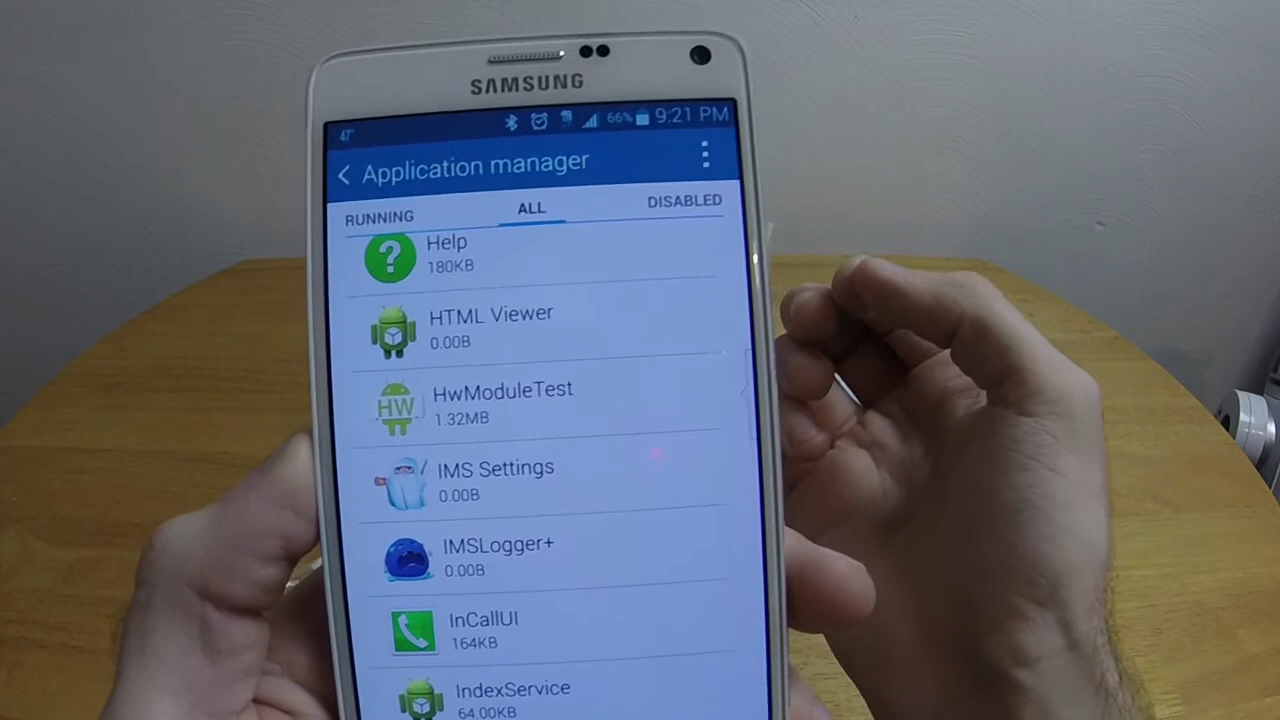 SAMSUNG
47°
66% 9:21 PM
Application manager
RUNNING ALL DISABLED
Help
180KB
HTML Viewer
0.00B
HW
HwModuleTest
1.32MB
IMS Settings
0.00B
IMSLogger+
0.00B
InCallUI
164KB
IndexService
64.00KB